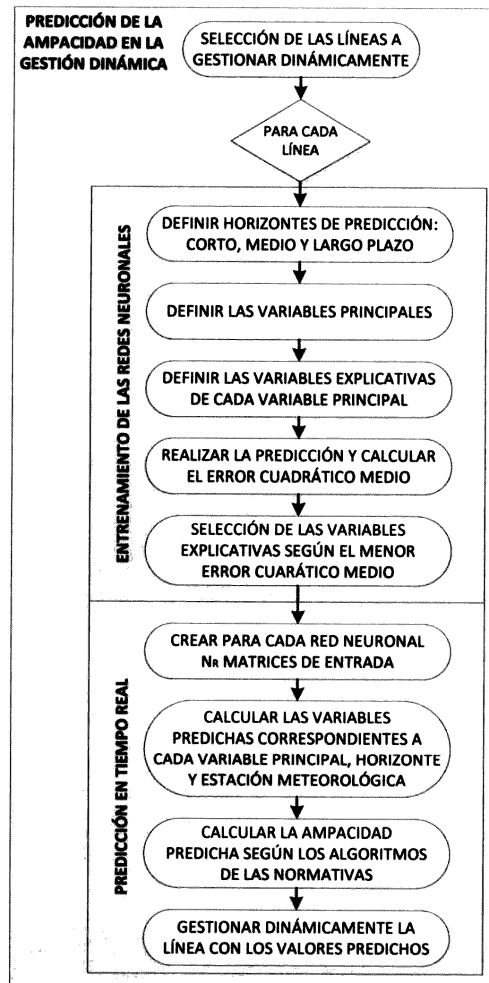 PREDICCIÓN DE LA
AMPACIDAD EN LA
GESTIÓN DINÁMICA
SELECCIÓN DE LAS LÍNEAS A
GESTIONAR DINÁMICAMENTE
PARA CADA
LÍNEA
ENTRENAMIENTO DE LAS REDES NEURONALES
DEFINIR HORIZONTES DE PREDICCIÓN:
CORTO, MEDIO Y LARGO PLAZO
DEFINIR LAS VARIABLES PRINCIPALES
DEFINIR LAS VARIABLES EXPLICATIVAS
DE CADA VARIABLE PRINCIPAL
REALIZAR LA PREDICCIÓN Y CALCULAR
EL ERROR CUADRÁTICO MEDIO
SELECCIÓN DE LAS VARIABLES
EXPLICATIVAS SEGÚN EL MENOR
ERROR CUARÁTICO MEDIO
PREDICCIÓN EN TIEMPO REAL
CREAR PARA CADA RED NEURONAL
NR MATRICES DE ENTRADA
CALCULAR LAS VARIABLES
PREDICHAS CORRESPONDIENTES A
CADA VARIABLE PRINCIPAL, HORIZONTE
Y ESTACIÓN METEOROLÓGICA
CALCULAR LA AMPACIDAD
PREDICHA SEGÚN LOS ALGORITMOS
DE LAS NORMATIVAS
GESTIONAR DINÁMICAMENTE LA
LÍNEA CON LOS VALORES PREDICHOS